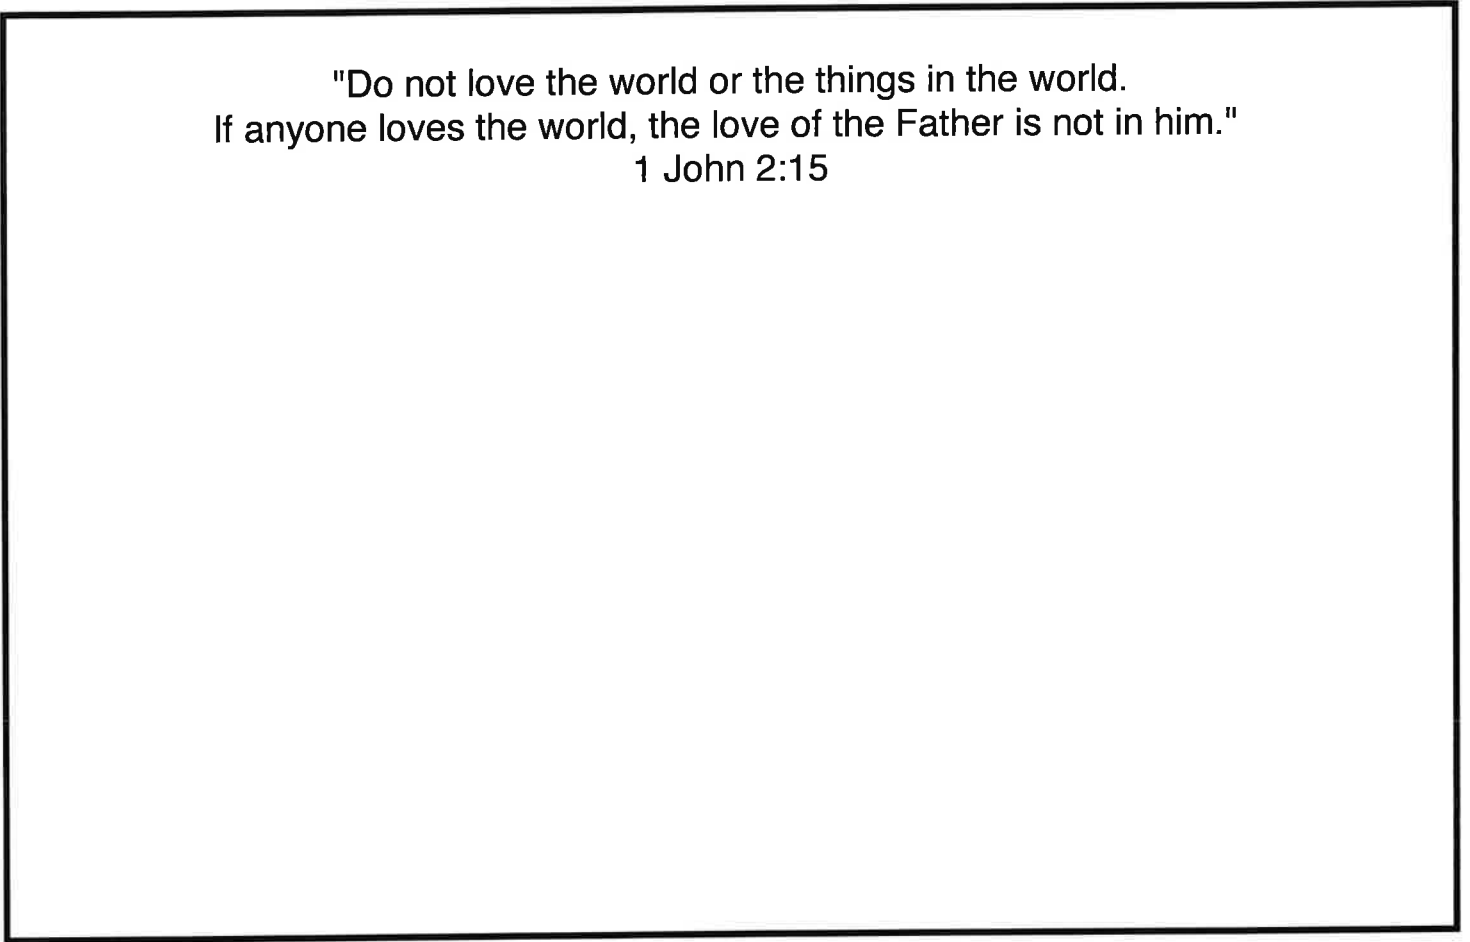 "Do not love the world or the things in the world.
If anyone loves the world, the love of the Father is not in him."
1 John 2:15